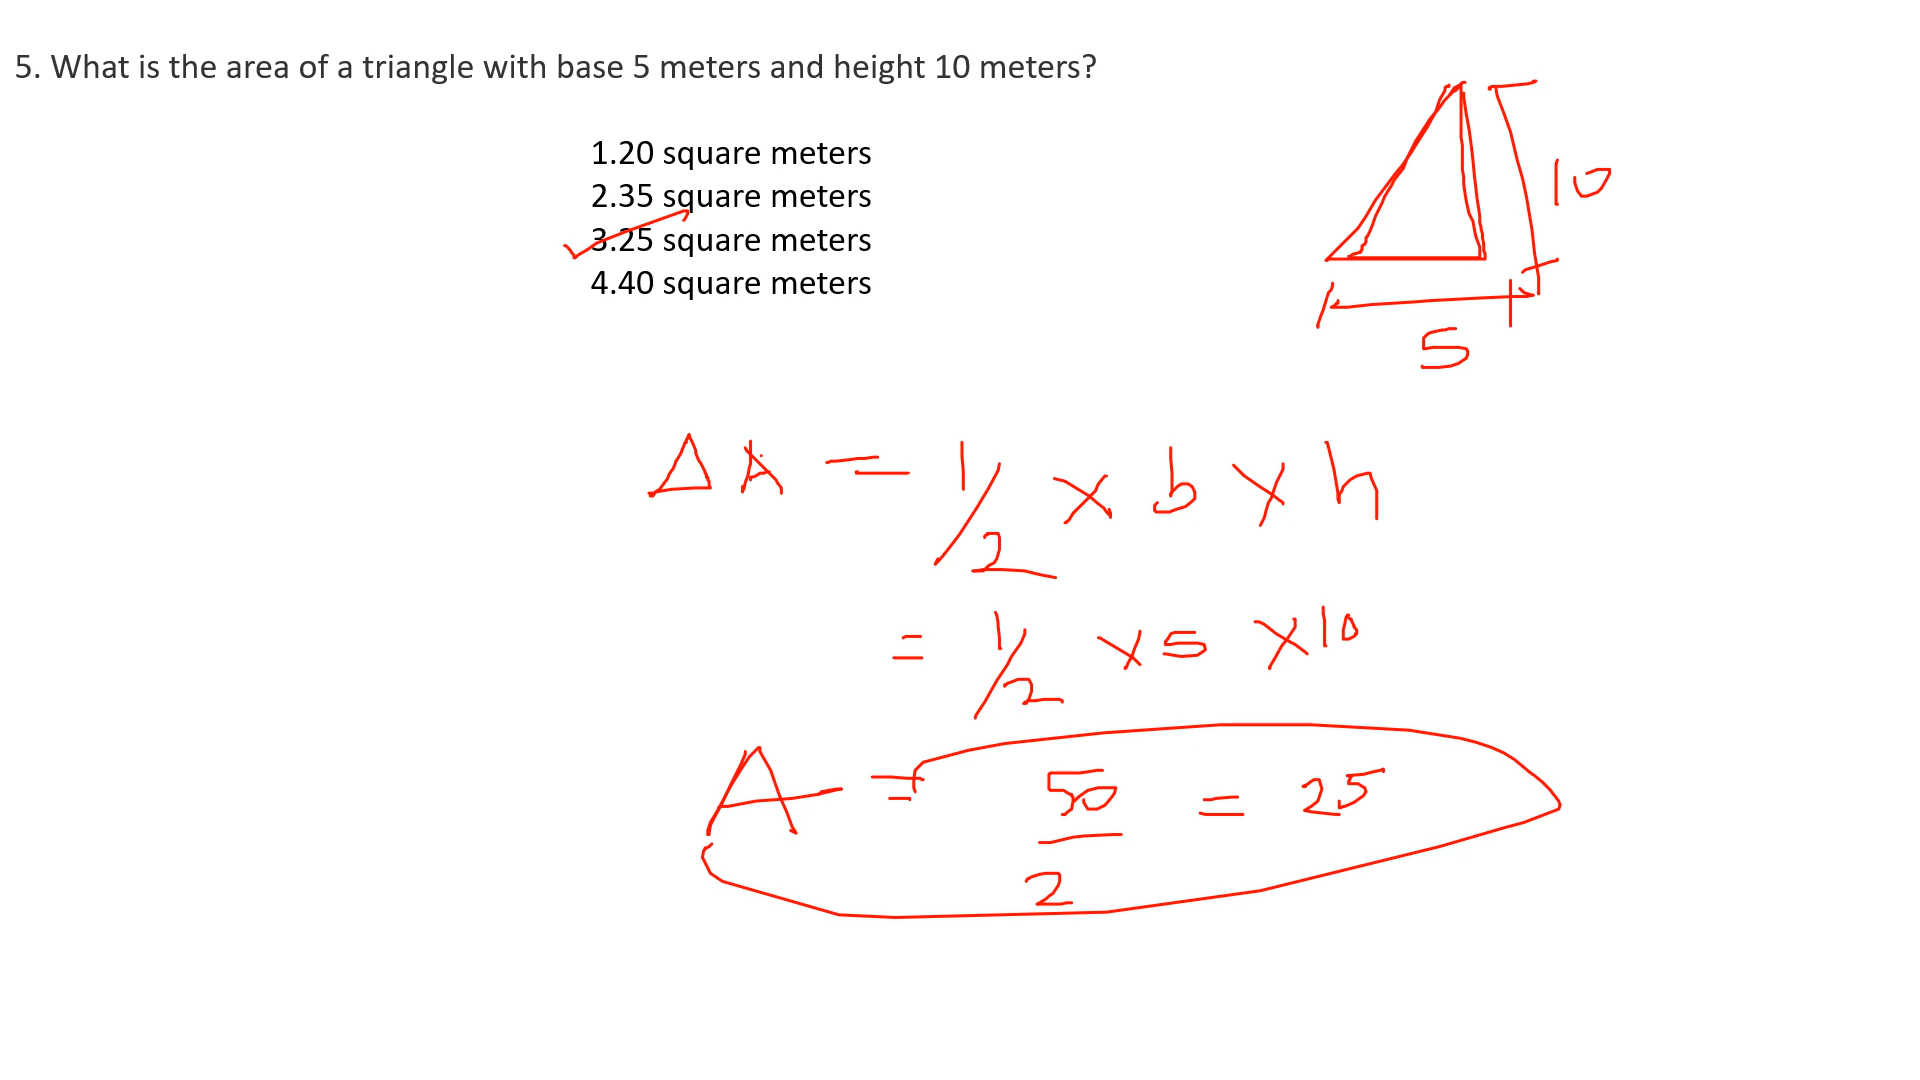 5. What is the area of a triangle with base 5 meters and height 10 meters?
1.20 square meters
2.35 square meters
3.25 square meters
4.40 square meters
10
5
Δ A = 1/2 × b × h
= 1/2 × 5 × 10
A = 50/2 = 25